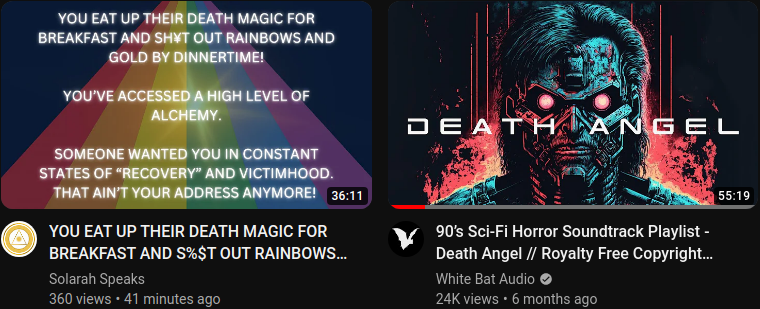 YOU EAT UP THEIR DEATH MAGIC FOR
BREAKFAST AND SH¥T OUT RAINBOWS AND
GOLD BY DINNERTIME!
YOU'VE ACCESSED A HIGH LEVEL OF
ALCHEMY.
SOMEONE WANTED YOU IN CONSTANT
STATES OF “RECOVERY” AND VICTIMHOOD.
THAT AIN'T YOUR ADDRESS ANYMORE!
36:11
YOU EAT UP THEIR DEATH MAGIC FOR
BREAKFAST AND S%$T OUT RAINBOWS...
Solarah Speaks
360 views • 41 minutes ago
DEATH ANGEL
55:19
90’s Sci-Fi Horror Soundtrack Playlist -
Death Angel // Royalty Free Copyright...
White Bat Audio
24K views • 6 months ago